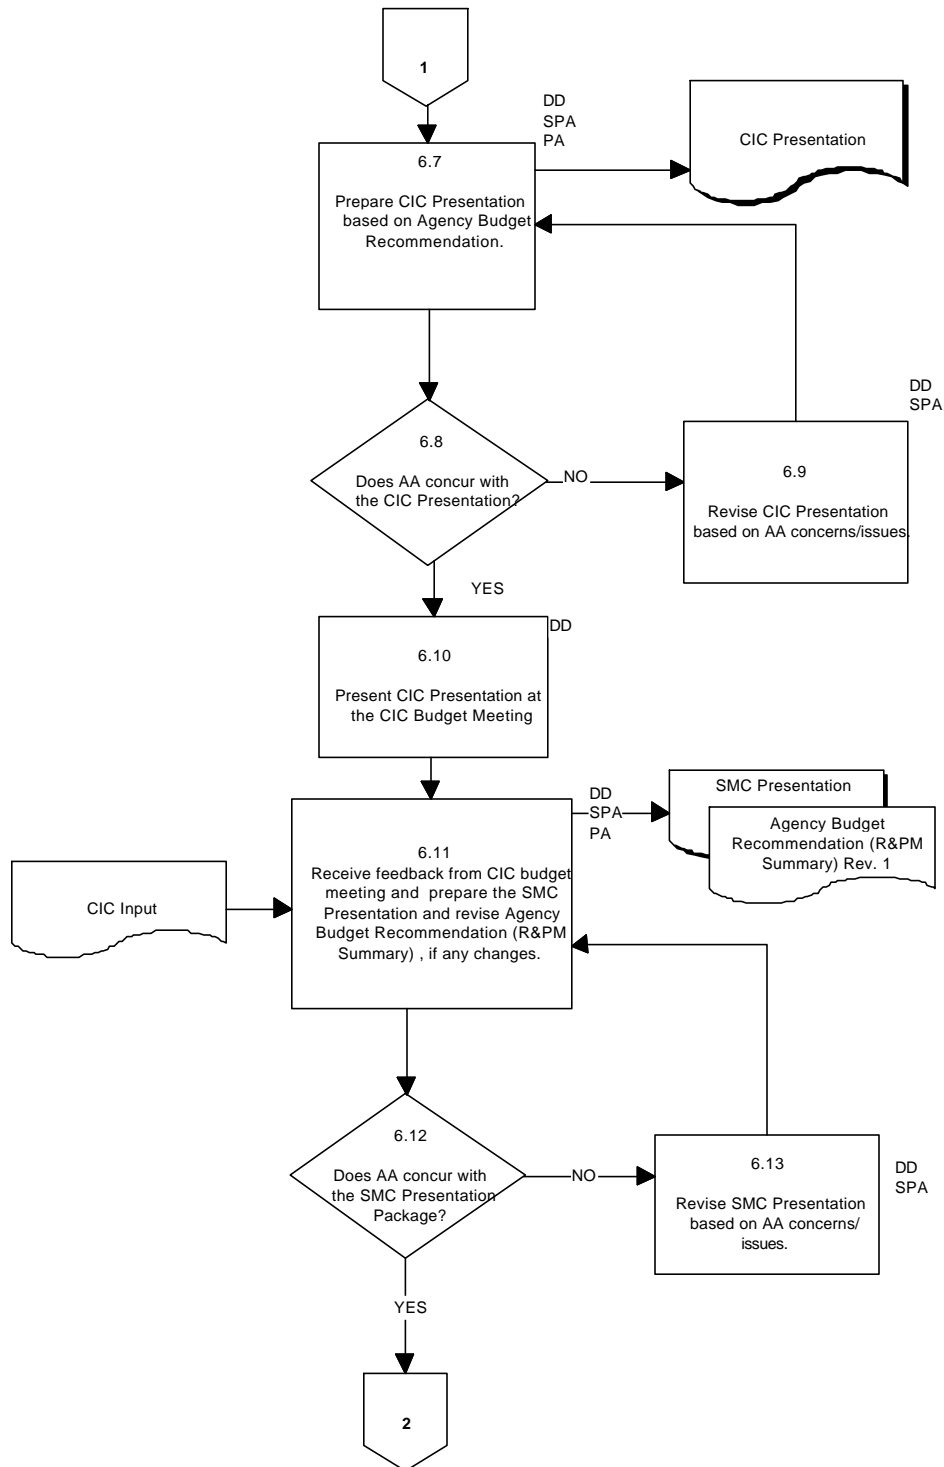 1
DD
SPA
PA
CIC Presentation
6.7
Prepare CIC Presentation
based on Agency Budget
Recommendation.
DD
SPA
6.8
Does AA concur with
the CIC Presentation?
NO
6.9
Revise CIC Presentation
based on AA concerns/issues.
YES
DD
6.10
Present CIC Presentation at
the CIC Budget Meeting
DD
SPA
PA
SMC Presentation
Agency Budget
Recommendation (R&PM
Summary) Rev. 1
CIC Input
6.11
Receive feedback from CIC budget
meeting and prepare the SMC
Presentation and revise Agency
Budget Recommendation (R&PM
Summary) , if any changes.
6.12
Does AA concur with
the SMC Presentation
Package?
NO
6.13
Revise SMC Presentation
based on AA concerns/
issues.
DD
SPA
YES
2